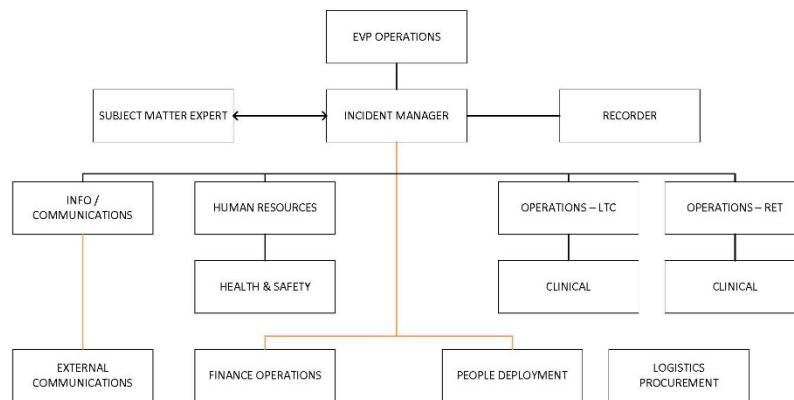 EVP OPERATIONS
SUBJECT MATTER EXPERT
INCIDENT MANAGER
RECORDER
INFO /
COMMUNICATIONS
HUMAN RESOURCES
OPERATIONS – LTC
OPERATIONS – RET
HEALTH & SAFETY
CLINICAL
CLINICAL
EXTERNAL
COMMUNICATIONS
FINANCE OPERATIONS
PEOPLE DEPLOYMENT
LOGISTICS
PROCUREMENT